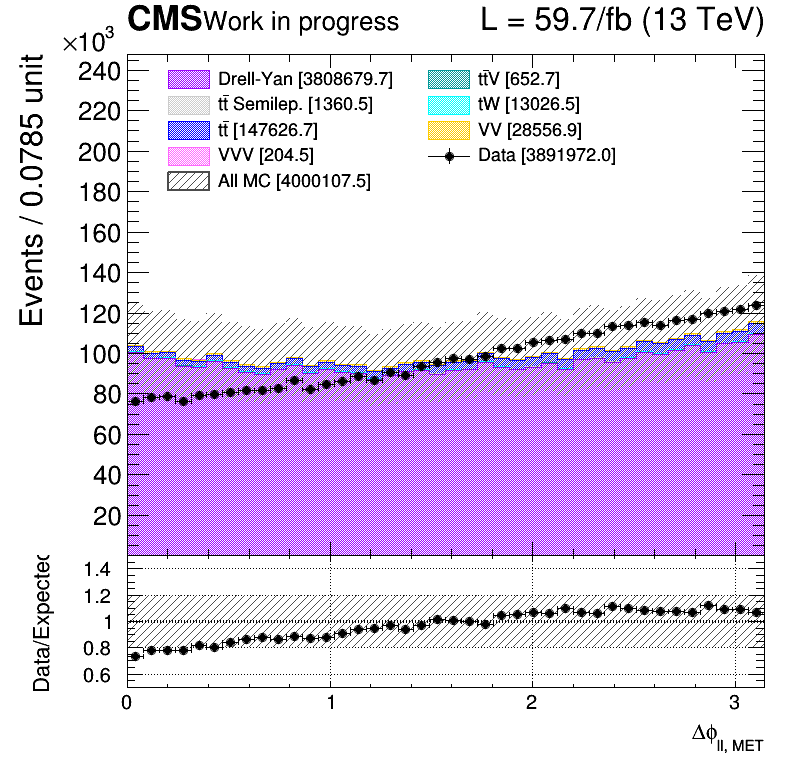 CMS Work in progress L = 59.7/fb (13 TeV)
×10³
Events / 0.0785 unit
240
220
200
180
160
140
120
100
80
60
40
20
Drell-Yan [3808679.7]
tt̄ Semilep. [1360.5]
tt̄ [147626.7]
VVV [204.5]
All MC [4000107.5]
tt̄V [652.7]
tW [13026.5]
VV [28556.9]
Data [3891972.0]
Data/Expected
1.4
1.2
1
0.8
0.6
0 1 2 3
Δϕ_ll, MET